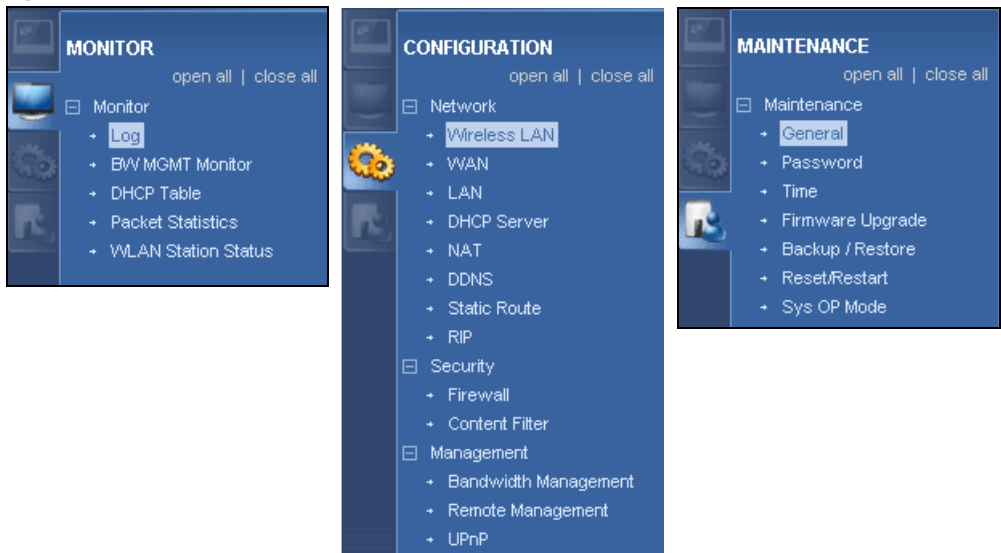 MONITOR
open all | close all
Monitor
Log
BW MGMT Monitor
DHCP Table
Packet Statistics
WLAN Station Status
CONFIGURATION
open all | close all
Network
Wireless LAN
WAN
LAN
DHCP Server
NAT
DDNS
Static Route
RIP
Security
Firewall
Content Filter
Management
Bandwidth Management
Remote Management
UPnP
MAINTENANCE
open all | close all
Maintenance
General
Password
Time
Firmware Upgrade
Backup / Restore
Reset/Restart
Sys OP Mode